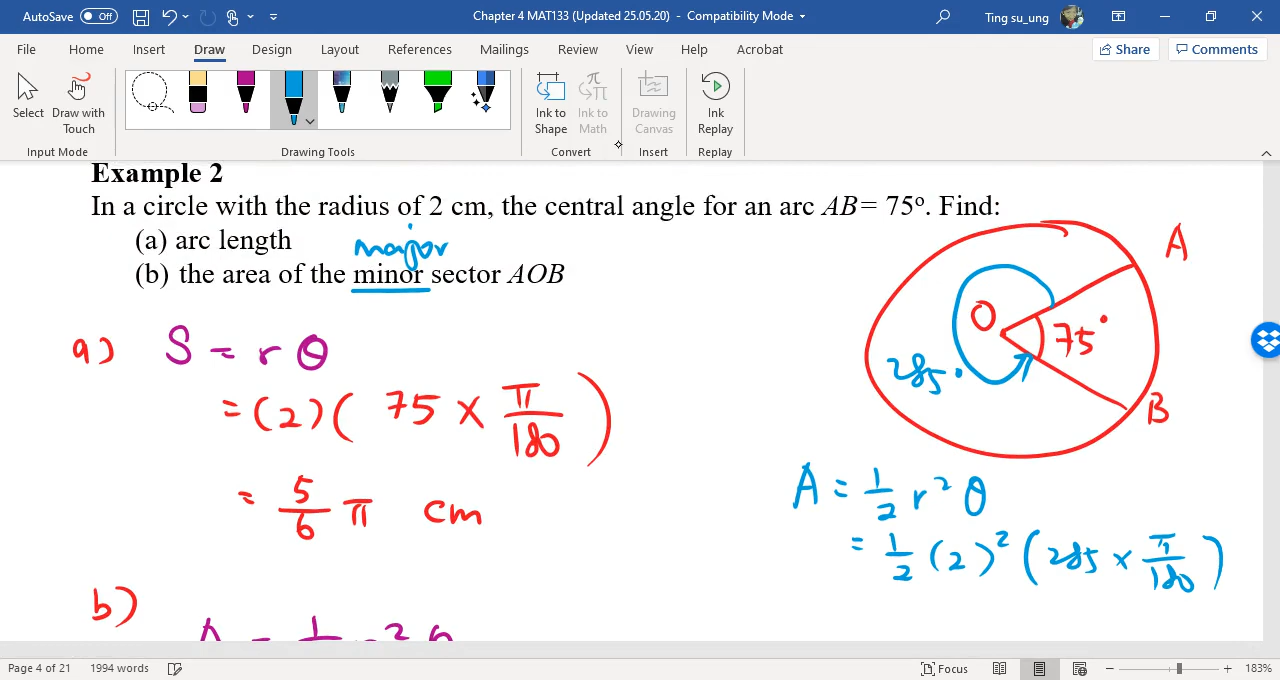 AutoSave Off Chapter 4 MAT133 (Updated 25.05.20) - Compatibility Mode Ting su_ung
File Home Insert Draw Design Layout References Mailings Review View Help Acrobat Share Comments
Select Draw with Touch Ink to Shape Ink to Math Drawing Canvas Ink Replay
Input Mode Drawing Tools Convert Insert Replay
Example 2
In a circle with the radius of 2 cm, the central angle for an arc AB= 75°. Find:
(a) arc length
major
(b) the area of the minor sector AOB
A
O
75°
285°
B
a) S = r θ
= (2)( 75 × π/180 )
= 5/6 π cm
A = 1/2 r² θ
= 1/2 (2)² ( 285 × π/180 )
b)
Page 4 of 21 1994 words Focus 183%